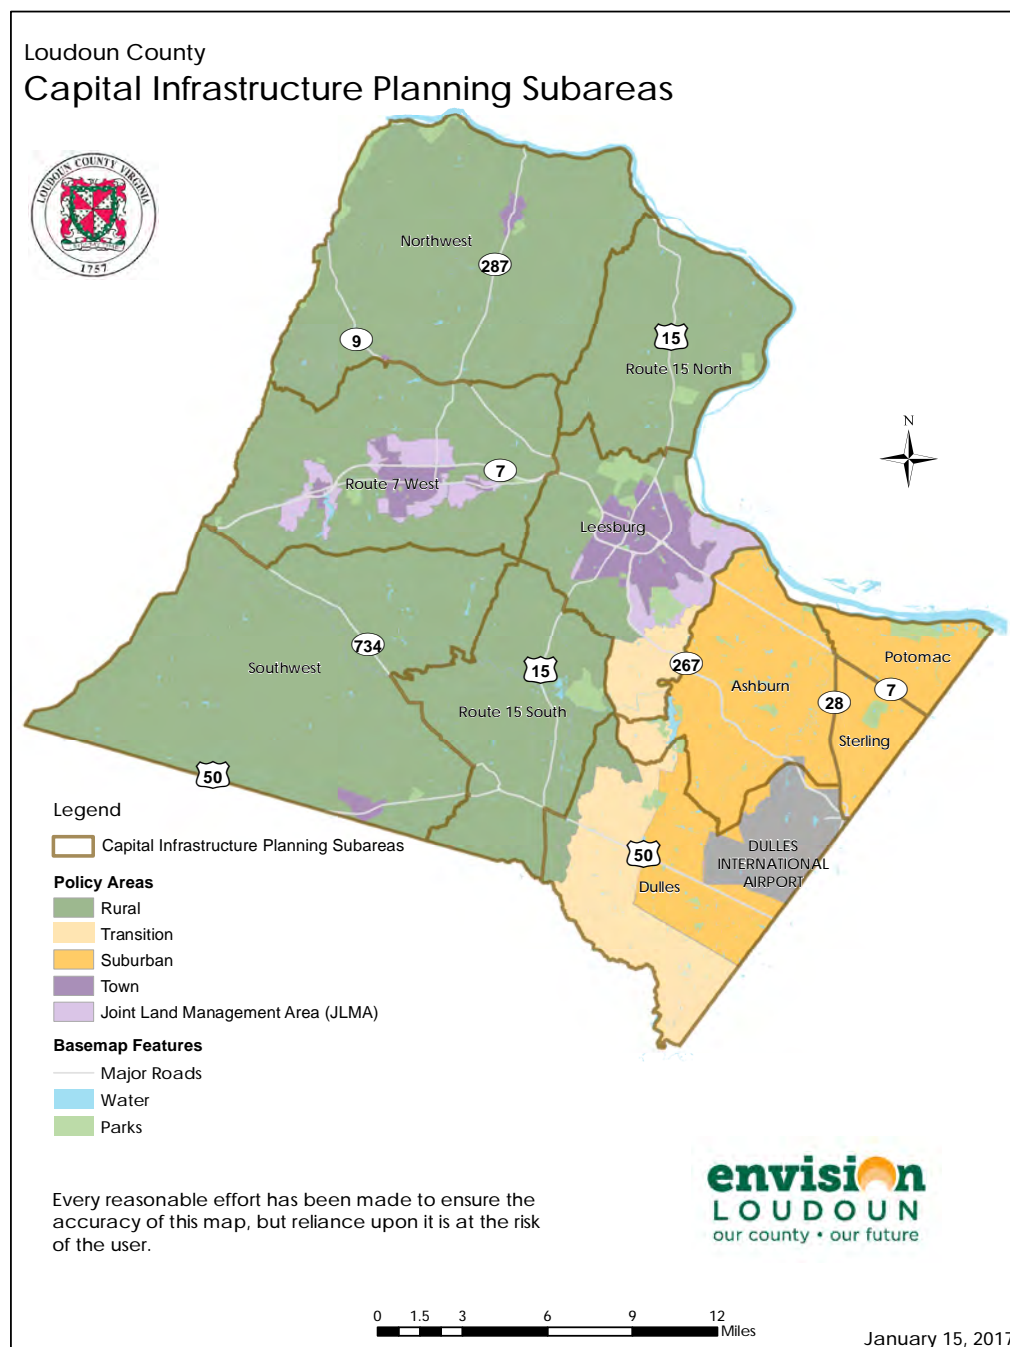 Loudoun County
Capital Infrastructure Planning Subareas
LOUDOUN COUNTY VIRGINIA
1757
Northwest
287
9
15
Route 15 North
N
7
Route 7 West
Leesburg
734
Southwest
15
Route 15 South
267
Ashburn
Potomac
7
28
Sterling
50
DULLES
INTERNATIONAL
AIRPORT
50
Dulles
Legend
Capital Infrastructure Planning Subareas
Policy Areas
Rural
Transition
Suburban
Town
Joint Land Management Area (JLMA)
Basemap Features
Major Roads
Water
Parks
Every reasonable effort has been made to ensure the
accuracy of this map, but reliance upon it is at the risk
of the user.
envision
LOUDOUN
our county • our future
0 1.5 3 6 9 12
Miles
January 15, 2017